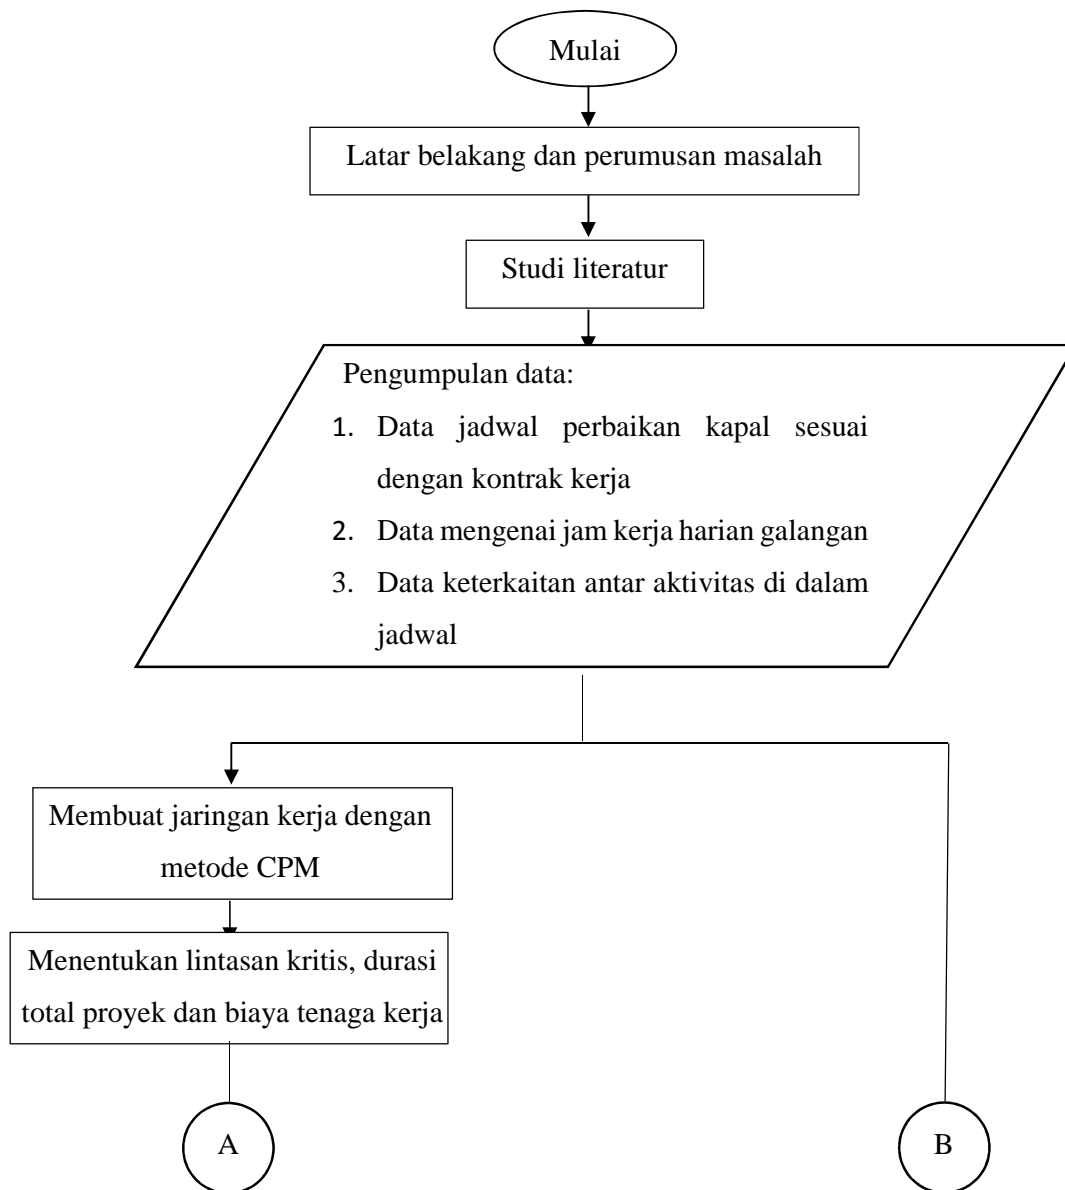 Mulai
Latar belakang dan perumusan masalah
Studi literatur
Pengumpulan data:
1. Data jadwal perbaikan kapal sesuai
dengan kontrak kerja
2. Data mengenai jam kerja harian galangan
3. Data keterkaitan antar aktivitas di dalam
jadwal
Membuat jaringan kerja dengan
metode CPM
Menentukan lintasan kritis, durasi
total proyek dan biaya tenaga kerja
A
B